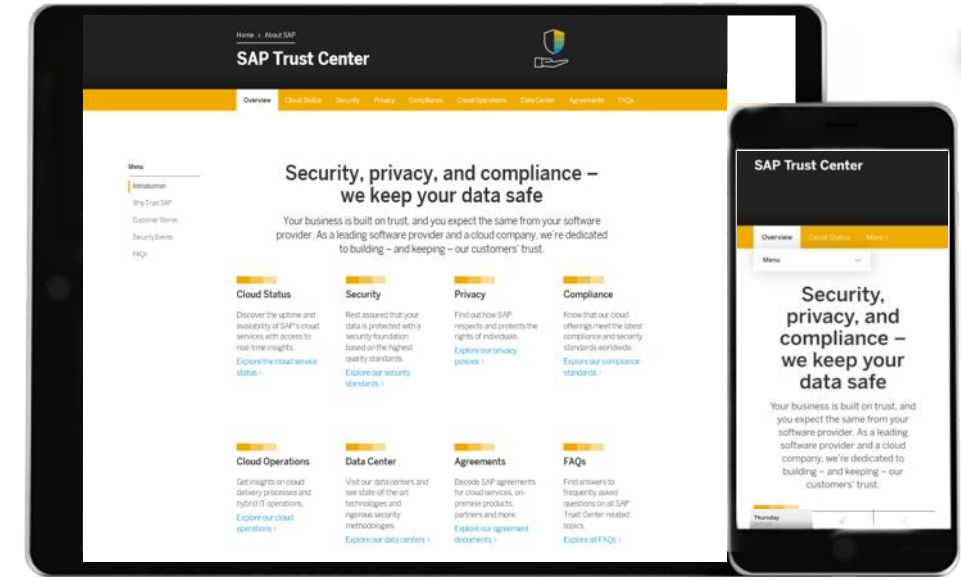 Home › About SAP
SAP Trust Center
Overview Cloud Status Security Privacy Compliance Cloud Operations Data Center Agreements FAQs
Menu
Introduction
Why Trust SAP
Customer Stories
Security Events
FAQs
Security, privacy, and compliance –
we keep your data safe
Your business is built on trust, and you expect the same from your software
provider. As a leading software provider and a cloud company, we're dedicated
to building – and keeping – our customers' trust.
Cloud Status
Discover the uptime and
availability of SAP's cloud
services with access to
real-time insights.
Explore the cloud service
status ›
Security
Rest assured that your
data is protected with a
security foundation
based on the highest
quality standards.
Explore our security
standards ›
Privacy
Find out how SAP
respects and protects the
rights of individuals.
Explore our privacy
policies ›
Compliance
Know that our cloud
offerings meet the latest
compliance and security
standards worldwide.
Explore our compliance
standards ›
Cloud Operations
Get insights on cloud
delivery processes and
hybrid IT operations.
Explore our cloud
operations ›
Data Center
Visit our data centers and
see state-of-the art
technologies and
rigorous security
methodologies.
Explore our data centers ›
Agreements
Decode SAP agreements
for cloud services, on-
premise products,
partners and more.
Explore our agreement
documents ›
FAQs
Find answers to
frequently asked
questions on all SAP
Trust Center related
topics.
Explore all FAQs ›
SAP Trust Center
Overview Cloud Status More ›
Menu
Security,
privacy, and
compliance –
we keep your
data safe
Your business is built on trust, and
you expect the same from your
software provider. As a leading
software provider and a cloud
company, we're dedicated to
building – and keeping – our
customers' trust.
Thursday